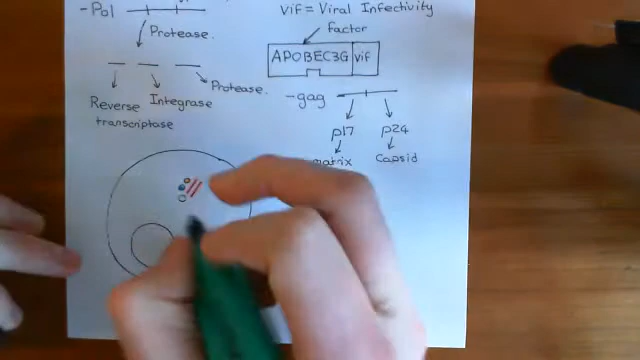 -Pol
Protease.
Reverse transcriptase
Integrase
Protease.
Vif = Viral Infectivity
factor
APOBEC3G Vif
-gag
p17 p24
matrix Capsid